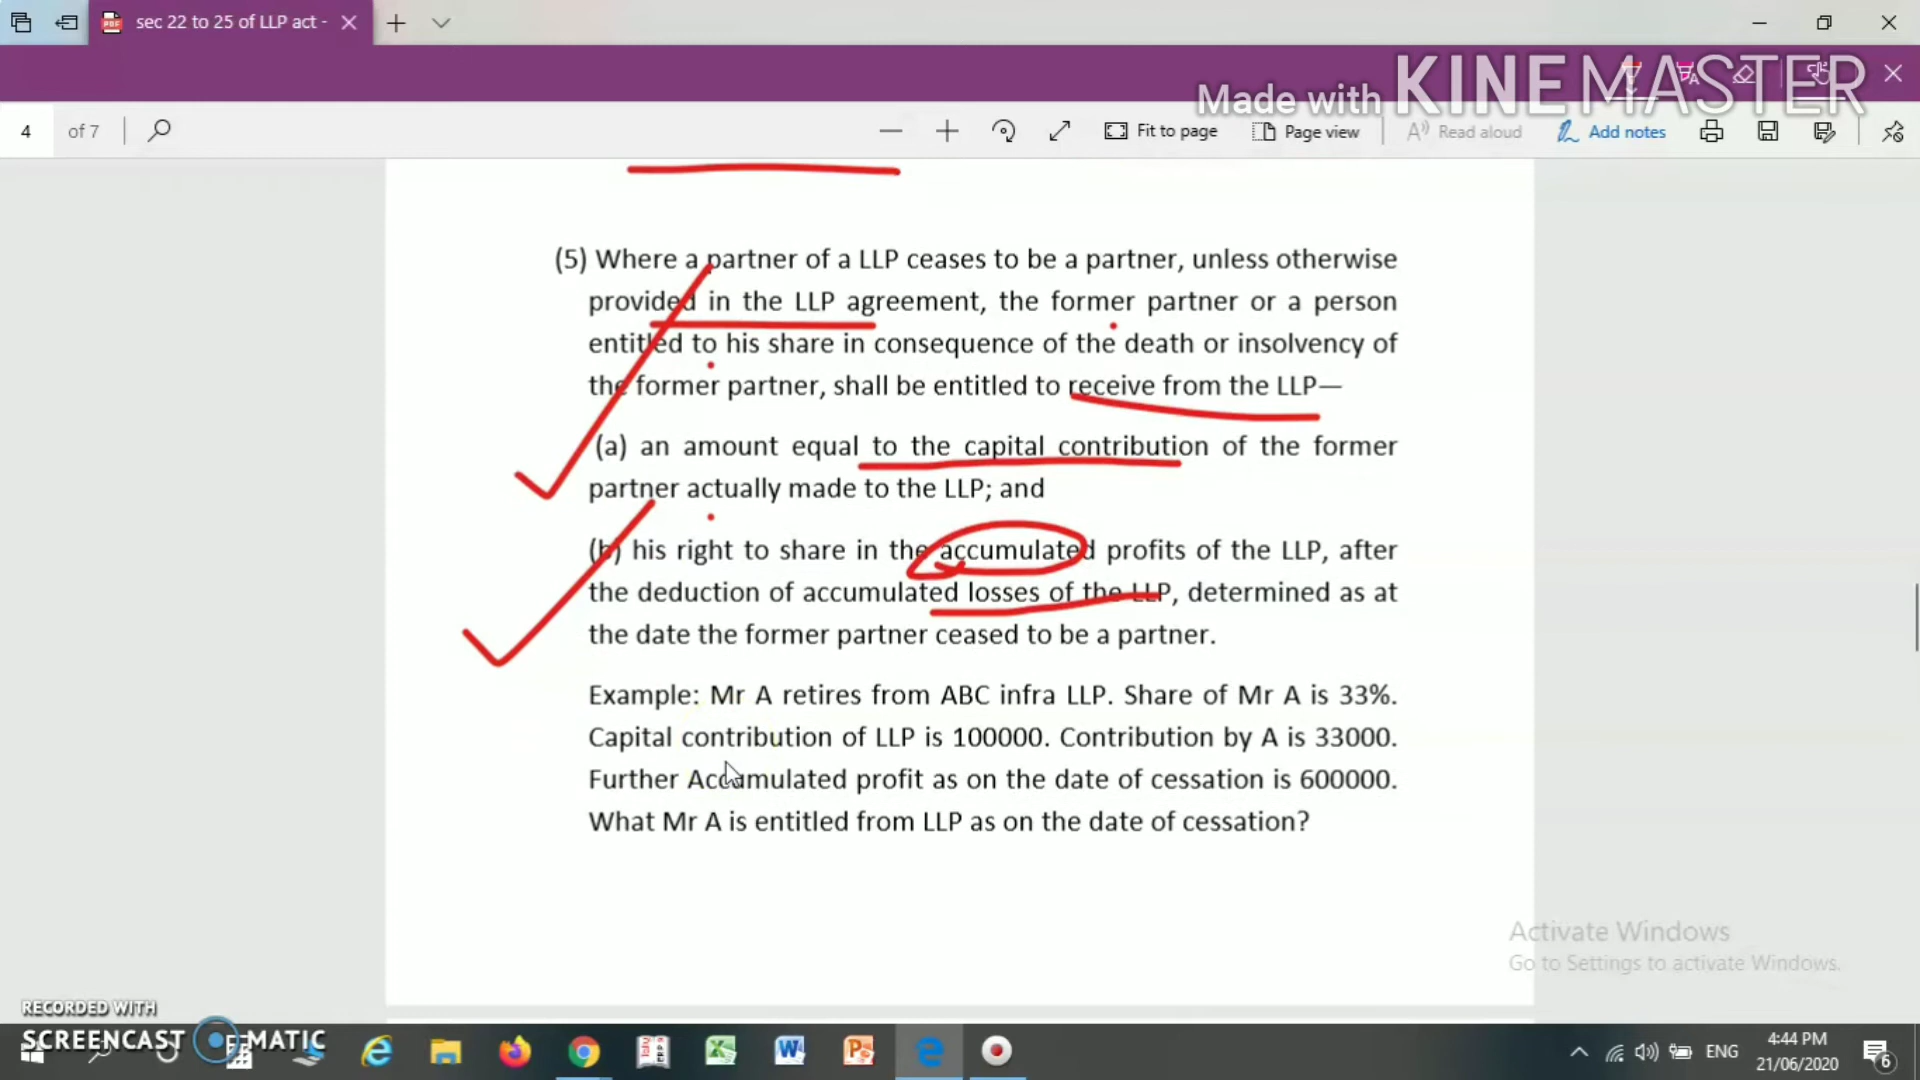 sec 22 to 25 of LLP act -
Made with KINEMASTER
4 of 7
Fit to page
Page view
Read aloud
Add notes
(5) Where a partner of a LLP ceases to be a partner, unless otherwise
provided in the LLP agreement, the former partner or a person
entitled to his share in consequence of the death or insolvency of
the former partner, shall be entitled to receive from the LLP—
(a) an amount equal to the capital contribution of the former
partner actually made to the LLP; and
(b) his right to share in the accumulated profits of the LLP, after
the deduction of accumulated losses of the LLP, determined as at
the date the former partner ceased to be a partner.
Example: Mr A retires from ABC infra LLP. Share of Mr A is 33%.
Capital contribution of LLP is 100000. Contribution by A is 33000.
Further Accumulated profit as on the date of cessation is 600000.
What Mr A is entitled from LLP as on the date of cessation?
Activate Windows
Go to Settings to activate Windows.
RECORDED WITH
SCREENCAST MATIC
ENG
4:44 PM
21/06/2020
6